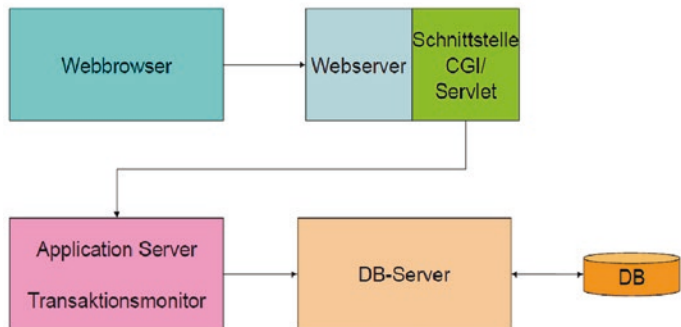 Webbrowser
Webserver
Schnittstelle
CGI/
Servlet
Application Server
Transaktionsmonitor
DB-Server
DB